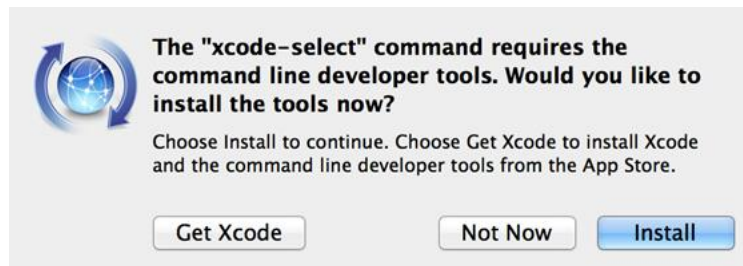 The "xcode-select" command requires the
command line developer tools. Would you like to
install the tools now?
Choose Install to continue. Choose Get Xcode to install Xcode
and the command line developer tools from the App Store.
Get Xcode Not Now Install